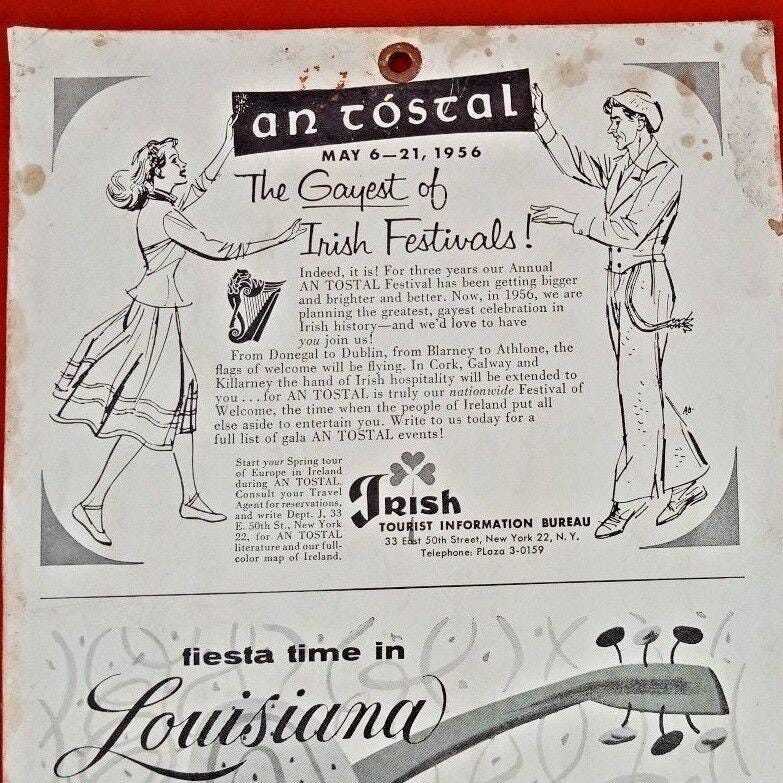 an tóstal
MAY 6—21, 1956
The Gayest of
Irish Festivals!
Indeed, it is! For three years our Annual
AN TOSTAL Festival has been getting bigger
and brighter and better. Now, in 1956, we are
planning the greatest, gayest celebration in
Irish history—and we'd love to have
you join us!
From Donegal to Dublin, from Blarney to Athlone, the
flags of welcome will be flying. In Cork, Galway and
Killarney the hand of Irish hospitality will be extended to
you . . . for AN TOSTAL is truly our nationwide Festival of
Welcome, the time when the people of Ireland put all
else aside to entertain you. Write to us today for a
full list of gala AN TOSTAL events!
Start your Spring tour
of Europe in Ireland
during AN TOSTAL.
Consult your Travel
Agent for reservations,
and write Dept. J, 33
E. 50th St., New York
22, for AN TOSTAL
literature and our full-
color map of Ireland.
Irish
TOURIST INFORMATION BUREAU
33 East 50th Street, New York 22, N. Y.
Telephone: PLaza 3-0159
AB
fiesta time in
Louisiana